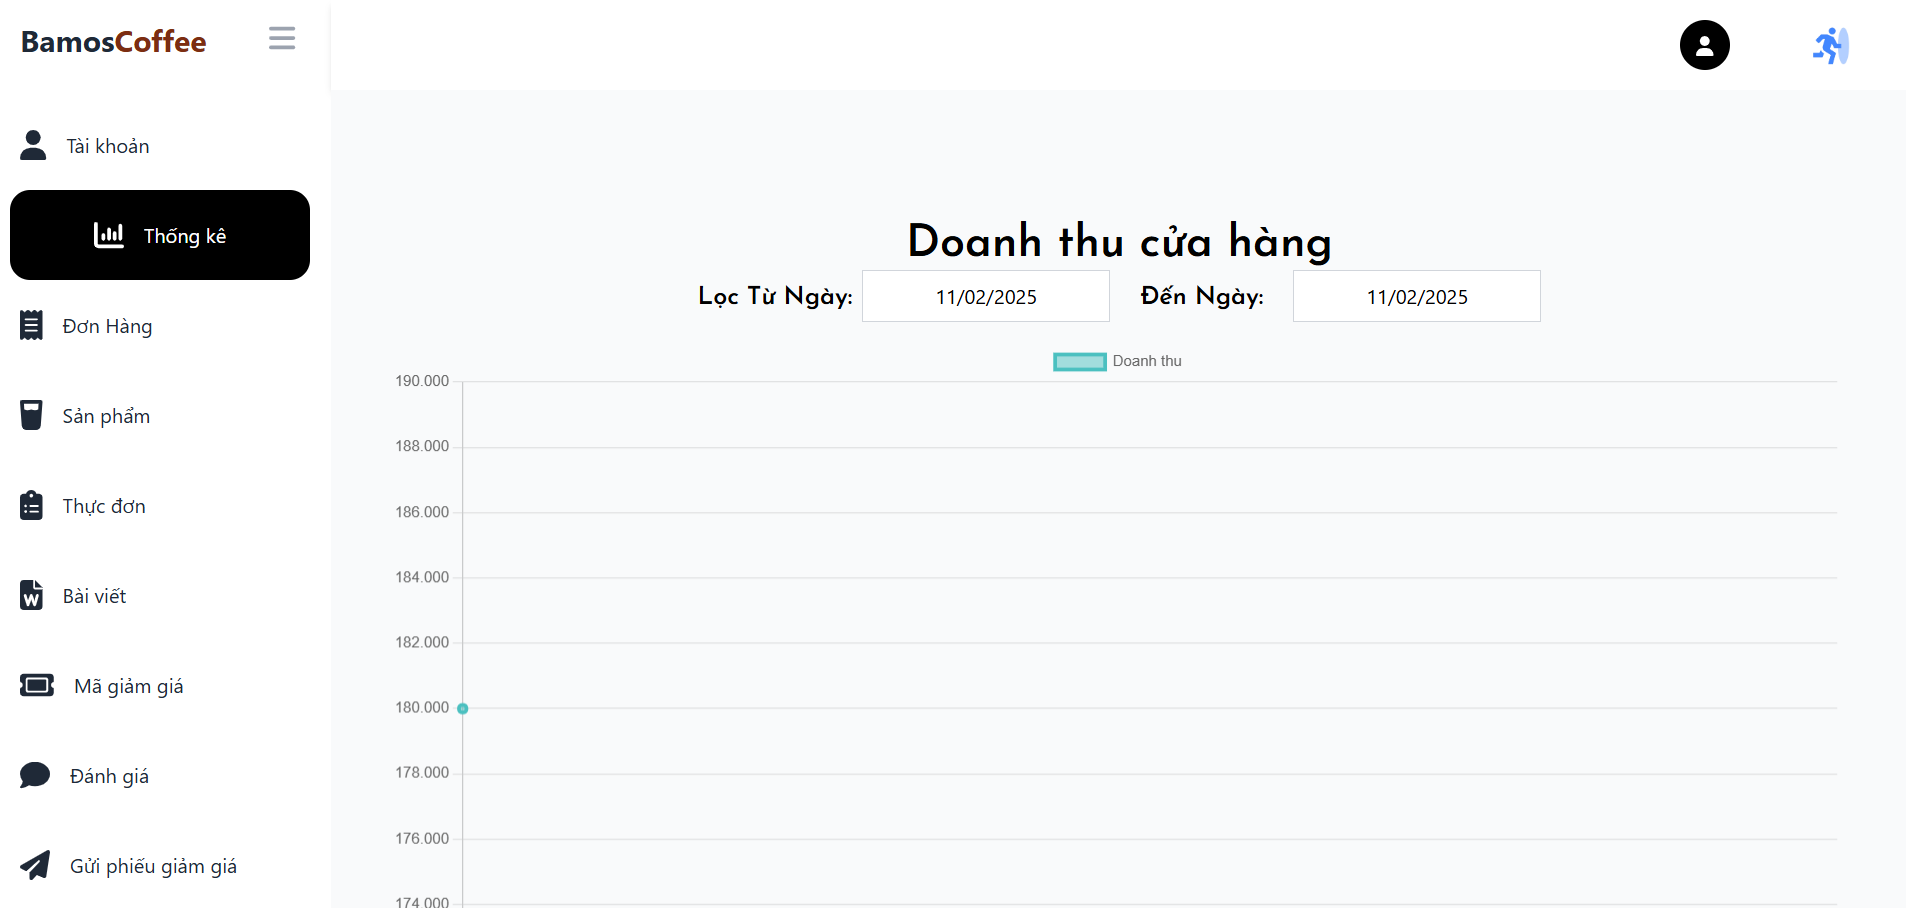 BamosCoffee
Tài khoản
Thống kê
Đơn Hàng
Sản phẩm
Thực đơn
Bài viết
Mã giảm giá
Đánh giá
Gửi phiếu giảm giá
Doanh thu cửa hàng
Lọc Từ Ngày: 11/02/2025 Đến Ngày: 11/02/2025
Doanh thu
190.000
188.000
186.000
184.000
182.000
180.000
178.000
176.000
174.000